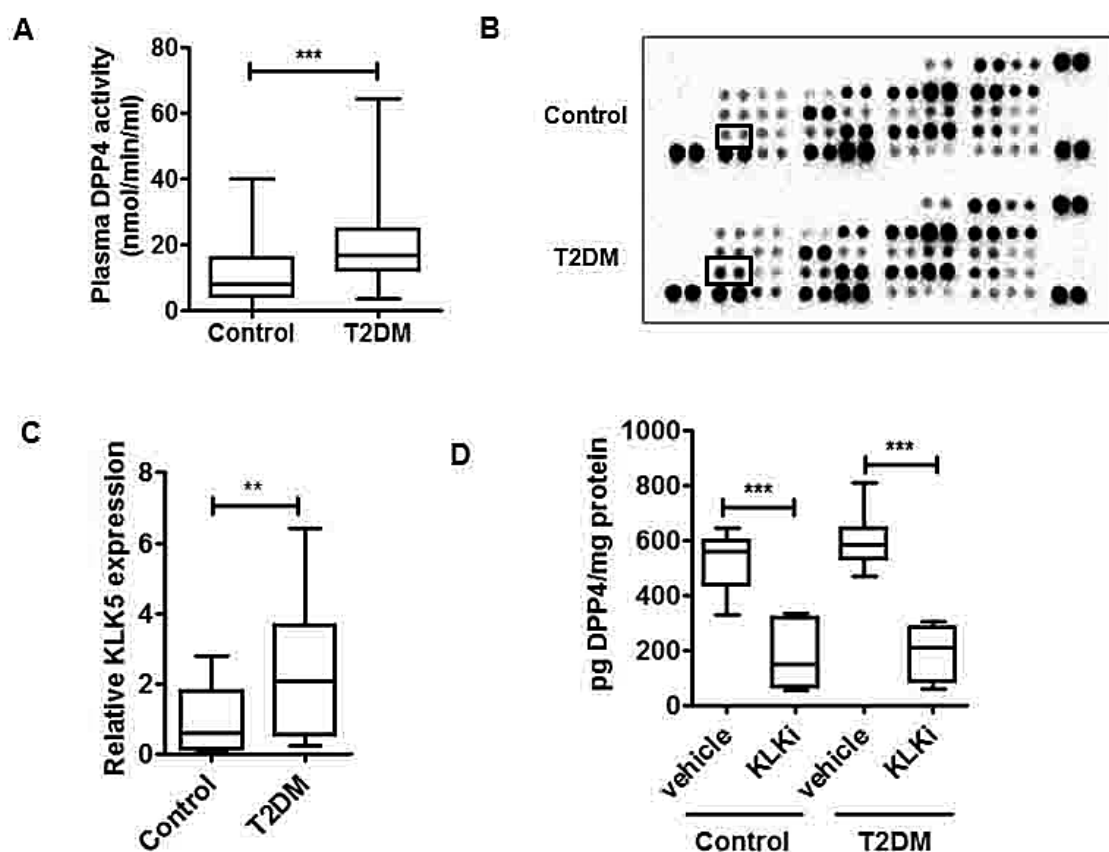 A
Plasma DPP4 activity
(nmol/min/ml)
80
60
40
20
0
***
Control
T2DM
B
Control
T2DM
C
Relative KLK5 expression
8
6
4
2
0
**
Control
T2DM
D
pg DPP4/mg protein
1000
800
600
400
200
0
***
***
vehicle
KLKi
vehicle
KLKi
Control
T2DM